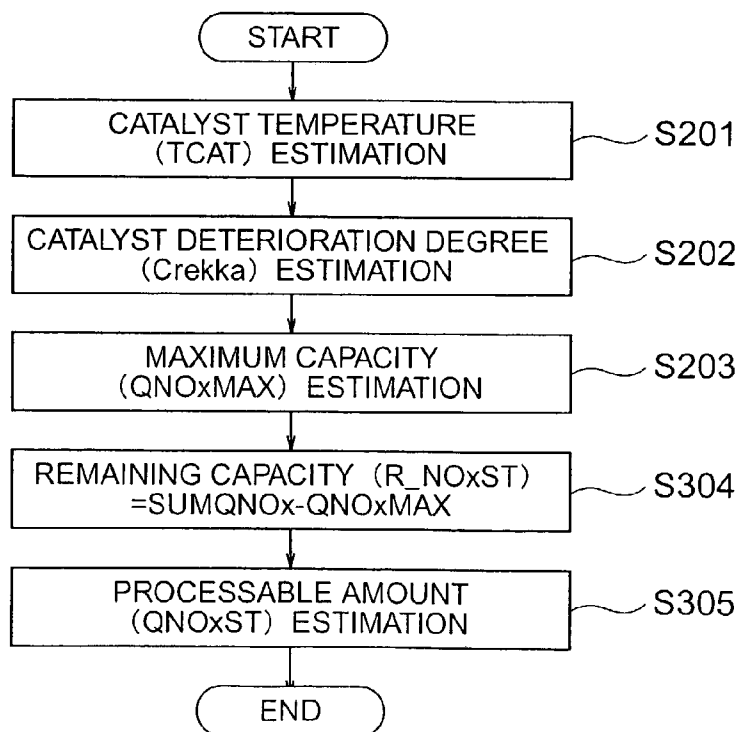 START
CATALYST TEMPERATURE
(TCAT) ESTIMATION
S201
CATALYST DETERIORATION DEGREE
(Crekka) ESTIMATION
S202
MAXIMUM CAPACITY
(QNOxMAX) ESTIMATION
S203
REMAINING CAPACITY (R_NOxST)
=SUMQNOx-QNOxMAX
S304
PROCESSABLE AMOUNT
(QNOxST) ESTIMATION
S305
END